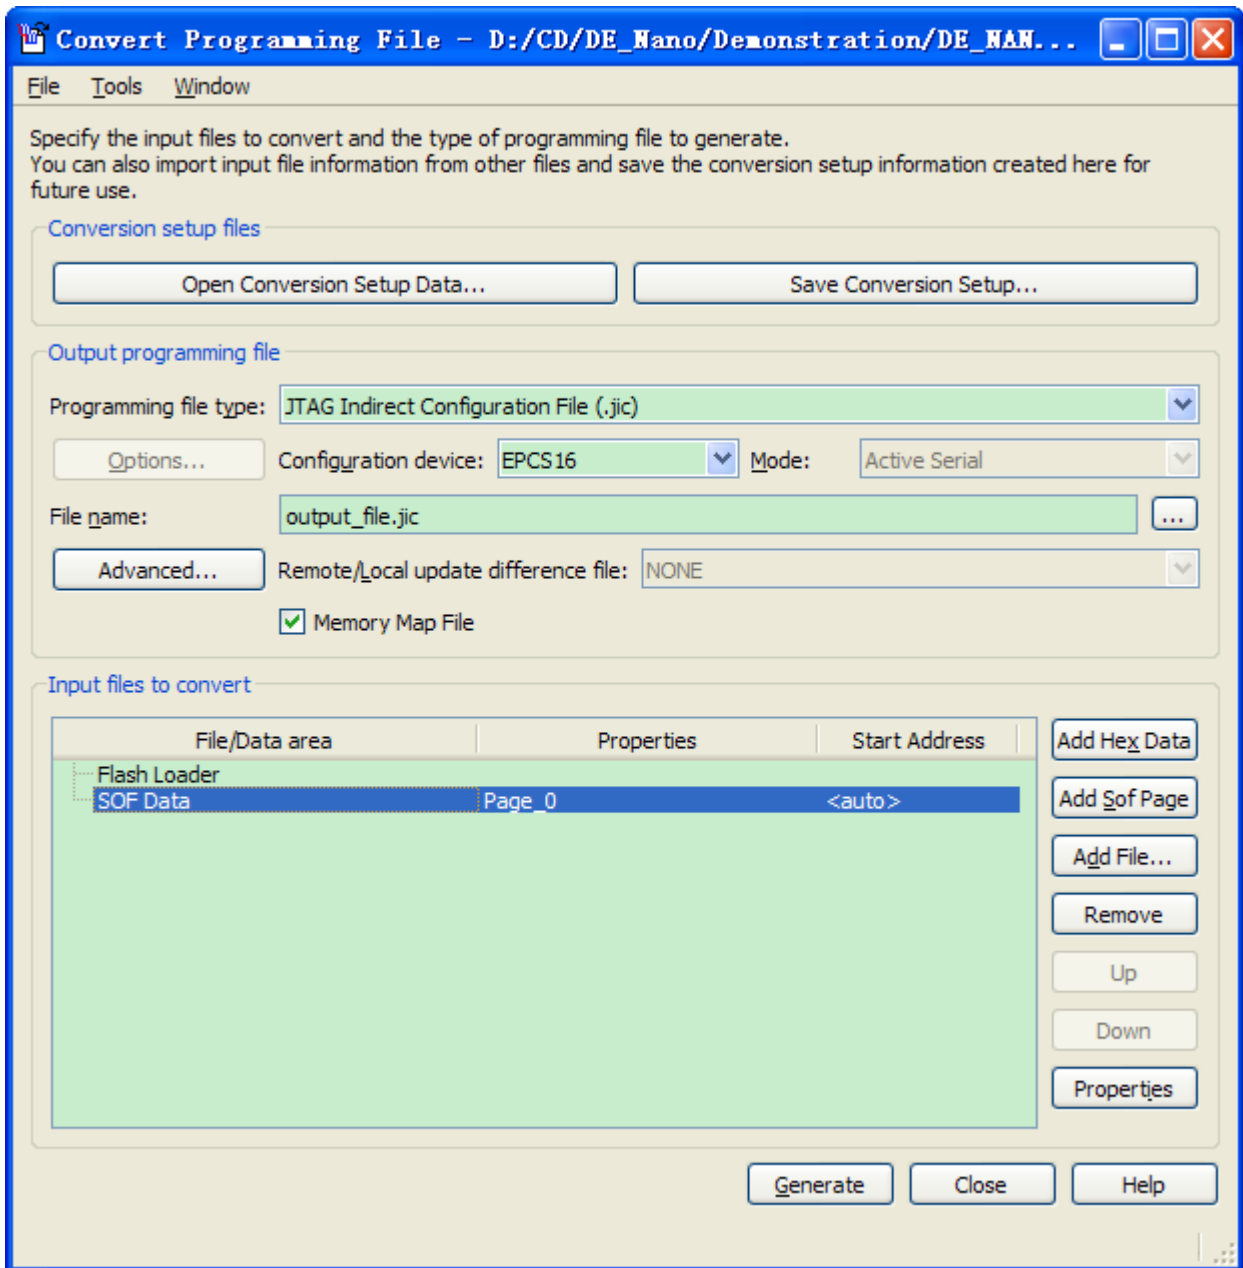 Convert Programming File - D:/CD/DE_Nano/Demonstration/DE_NAN...
File Tools Window
Specify the input files to convert and the type of programming file to generate.
You can also import input file information from other files and save the conversion setup information created here for
future use.
Conversion setup files
Open Conversion Setup Data... Save Conversion Setup...
Output programming file
Programming file type: JTAG Indirect Configuration File (.jic)
Options... Configuration device: EPCS16 Mode: Active Serial
File name: output_file.jic ...
Advanced... Remote/Local update difference file: NONE
Memory Map File
Input files to convert
File/Data area Properties Start Address Add Hex Data
Flash Loader
SOF Data Page_0 <auto> Add Sof Page
Add File...
Remove
Up
Down
Properties
Generate Close Help